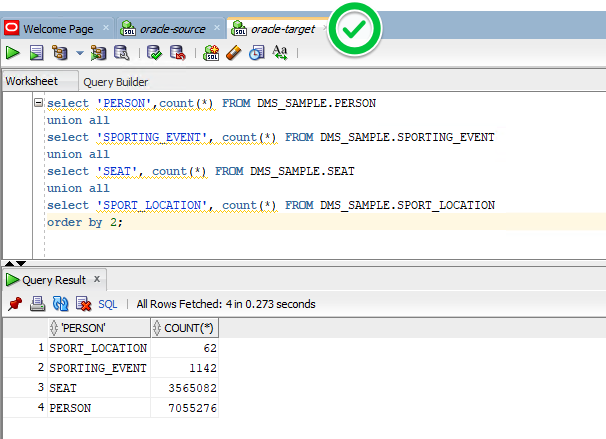 Welcome Page × oracle-source × oracle-target
Worksheet Query Builder
select 'PERSON',count(*) FROM DMS_SAMPLE.PERSON
union all
select 'SPORTING_EVENT', count(*) FROM DMS_SAMPLE.SPORTING_EVENT
union all
select 'SEAT', count(*) FROM DMS_SAMPLE.SEAT
union all
select 'SPORT_LOCATION', count(*) FROM DMS_SAMPLE.SPORT_LOCATION
order by 2;
Query Result ×
SQL | All Rows Fetched: 4 in 0.273 seconds
'PERSON' COUNT(*)
1 SPORT_LOCATION 62
2 SPORTING_EVENT 1142
3 SEAT 3565082
4 PERSON 7055276